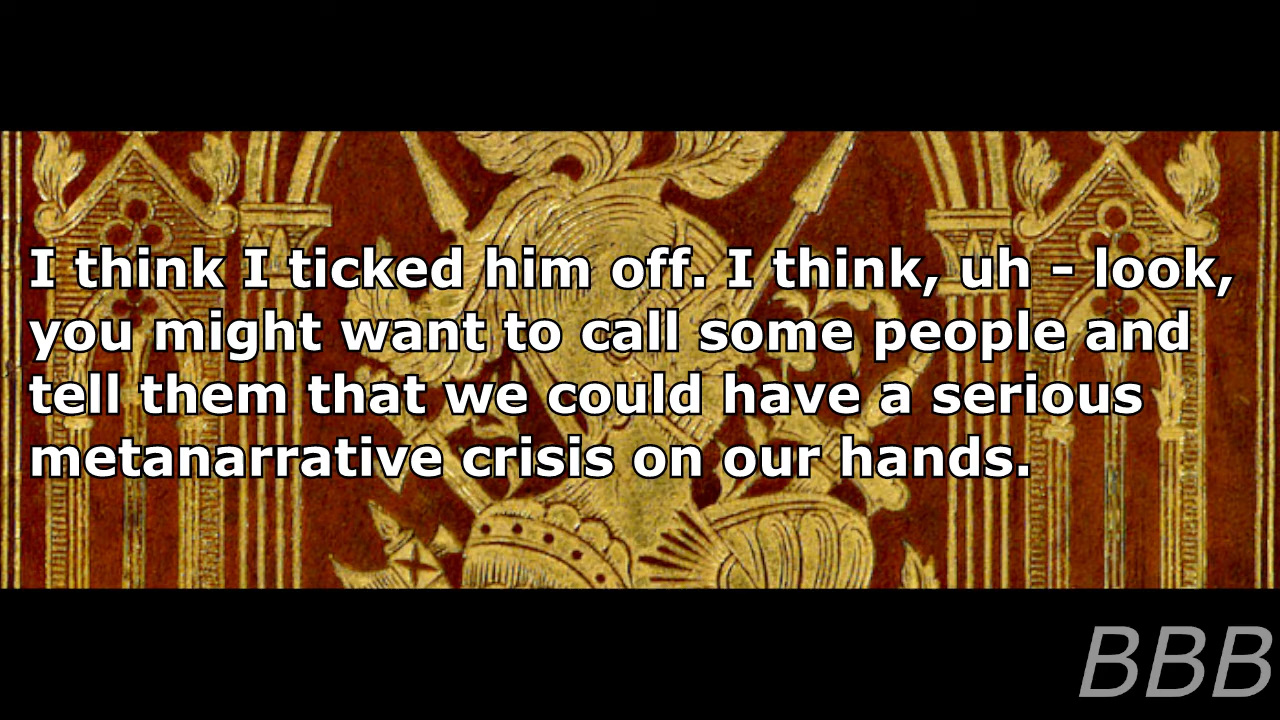 I think I ticked him off. I think, uh - look,
you might want to call some people and
tell them that we could have a serious
metanarrative crisis on our hands.
BBB